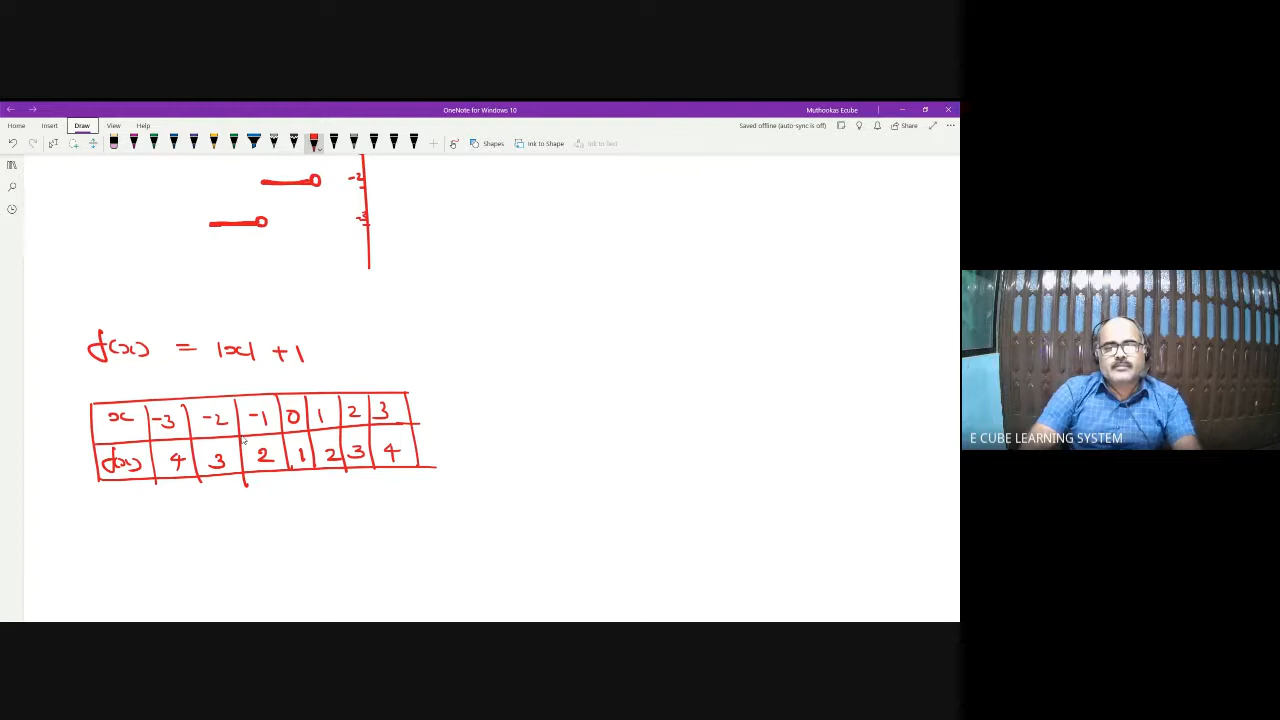 OneNote for Windows 10
Muthookas Ecube
Home Insert Draw View Help
Saved offline (auto-sync is off)
Share
Shapes Ink to Shape Ink to Text
-2
-3
f(x) = |x| + 1
x -3 -2 -1 0 1 2 3
f(x) 4 3 2 1 2 3 4
E CUBE LEARNING SYSTEM